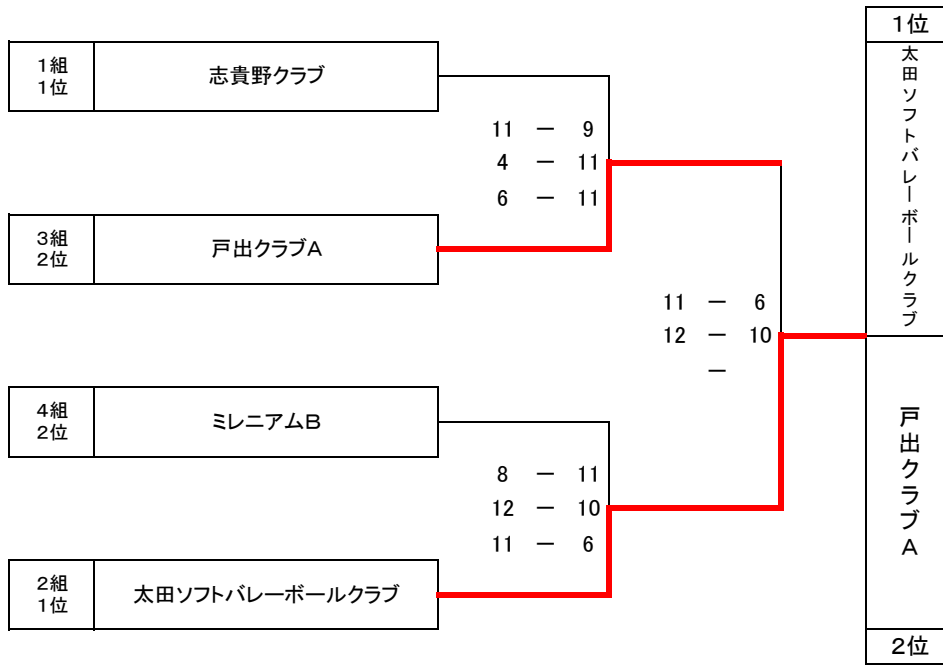 1組
1位
志貴野クラブ
11 － 9
4 － 11
6 － 11
3組
2位
戸出クラブA
11 － 6
12 － 10
－
4組
2位
ミレニアムB
8 － 11
12 － 10
11 － 6
2組
1位
太田ソフトバレーボールクラブ
1位
太田ソフトバレーボールクラブ
戸出クラブA
2位